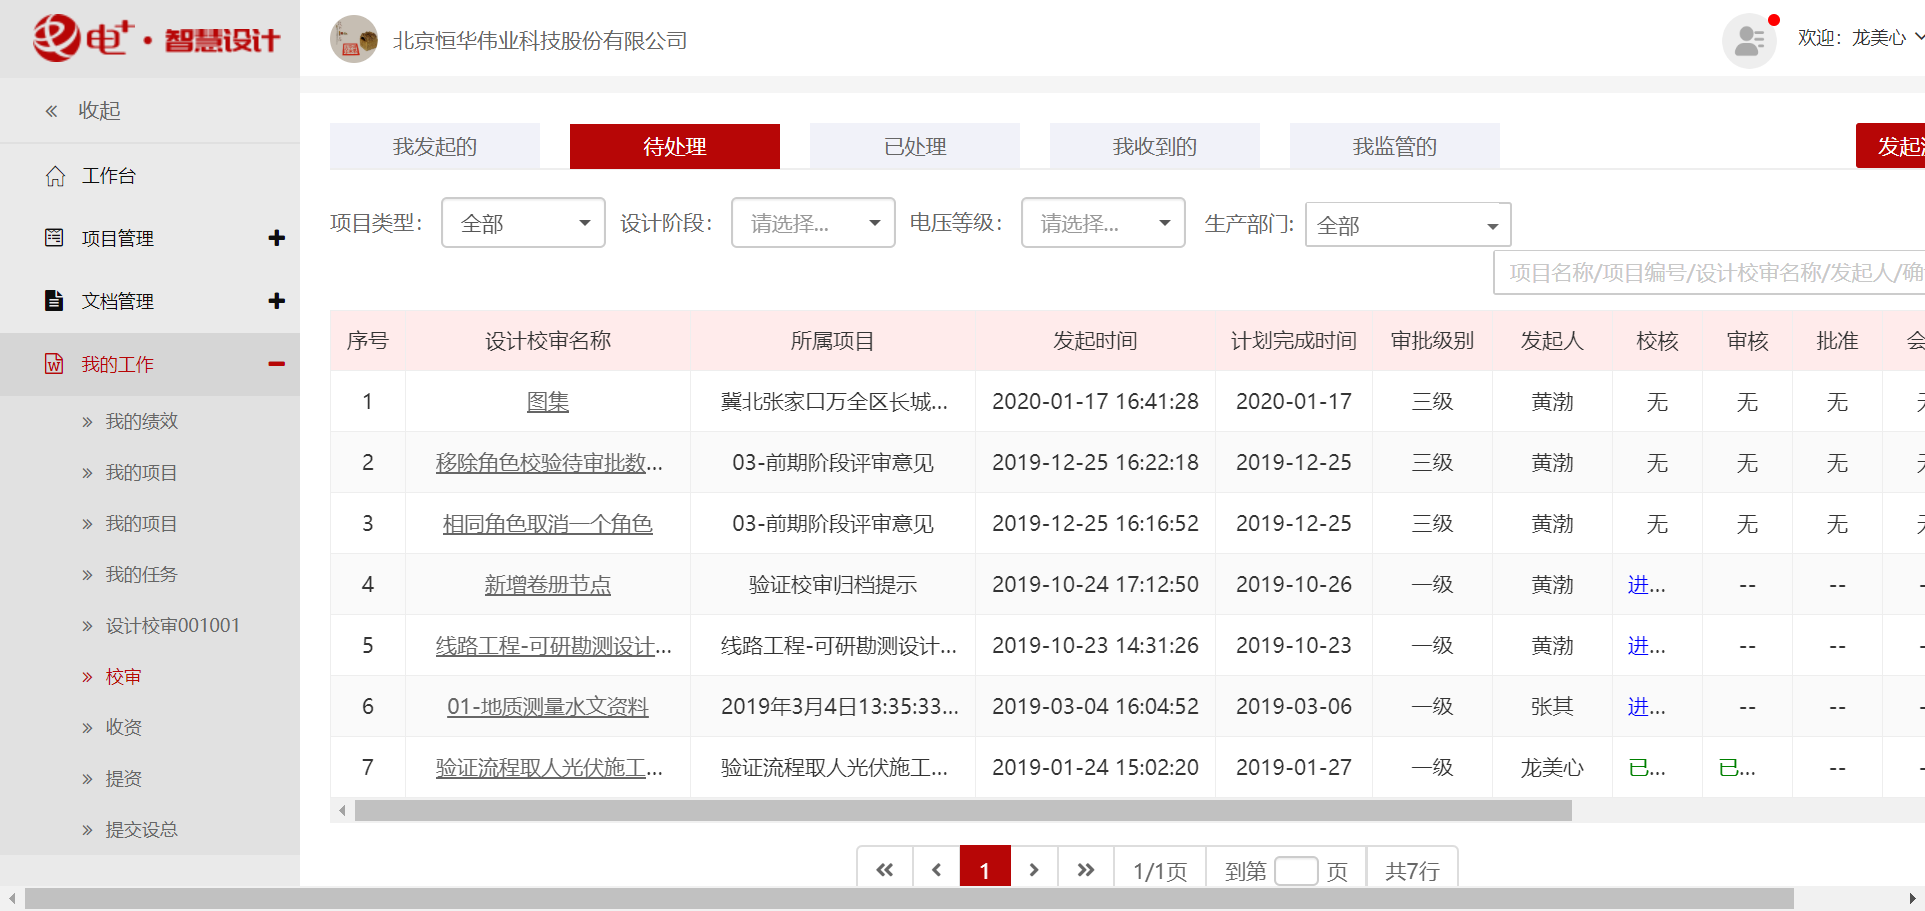 电+·智慧设计
北京恒华伟业科技股份有限公司
欢迎：龙美心
收起
工作台
项目管理
文档管理
我的工作
我的绩效
我的项目
我的项目
我的任务
设计校审001001
校审
收资
提资
提交设总
我发起的 待处理 已处理 我收到的 我监管的 发起
项目类型： 全部 设计阶段： 请选择... 电压等级： 请选择... 生产部门: 全部
项目名称/项目编号/设计校审名称/发起人/确
序号 设计校审名称 所属项目 发起时间 计划完成时间 审批级别 发起人 校核 审核 批准 会
1 图集 冀北张家口万全区长城... 2020-01-17 16:41:28 2020-01-17 三级 黄渤 无 无 无 无
2 移除角色校验待审批数... 03-前期阶段评审意见 2019-12-25 16:22:18 2019-12-25 三级 黄渤 无 无 无 无
3 相同角色取消一个角色 03-前期阶段评审意见 2019-12-25 16:16:52 2019-12-25 三级 黄渤 无 无 无 无
4 新增卷册节点 验证校审归档提示 2019-10-24 17:12:50 2019-10-26 一级 黄渤 进... -- -- -
5 线路工程-可研勘测设计... 线路工程-可研勘测设计... 2019-10-23 14:31:26 2019-10-23 一级 黄渤 进... -- -- -
6 01-地质测量水文资料 2019年3月4日13:35:33... 2019-03-04 16:04:52 2019-03-06 一级 张其 进... -- -- -
7 验证流程取人光伏施工... 验证流程取人光伏施工... 2019-01-24 15:02:20 2019-01-27 一级 龙美心 已... 已... -- -
1 1/1页 到第 页 共7行